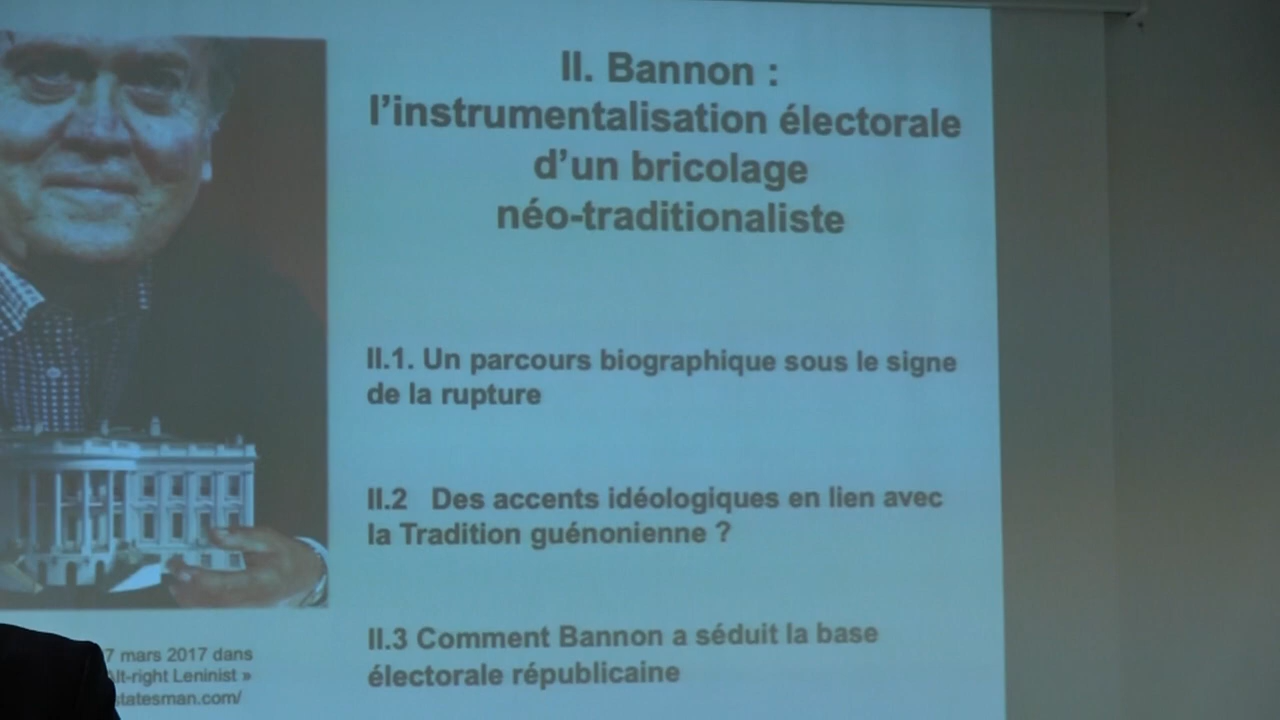 II. Bannon :
l’instrumentalisation électorale
d’un bricolage
néo-traditionaliste
II.1. Un parcours biographique sous le signe
de la rupture
II.2 Des accents idéologiques en lien avec
la Tradition guénonienne ?
II.3 Comment Bannon a séduit la base
électorale républicaine
7 mars 2017 dans
lt-right Leninist »
statesman.com/